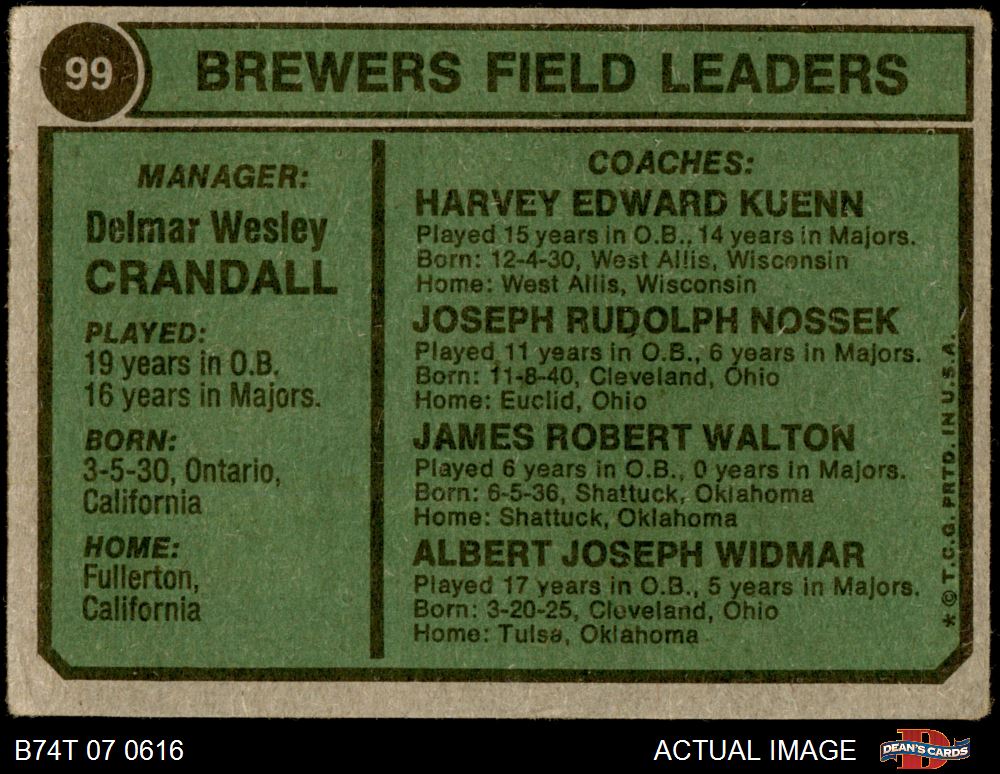 99
BREWERS FIELD LEADERS
MANAGER:
Delmar Wesley
CRANDALL
PLAYED:
19 years in O.B.
16 years in Majors.
BORN:
3-5-30, Ontario,
California
HOME:
Fullerton,
California
COACHES:
HARVEY EDWARD KUENN
Played 15 years in O.B., 14 years in Majors.
Born: 12-4-30, West Allis, Wisconsin
Home: West Allis, Wisconsin
JOSEPH RUDOLPH NOSSEK
Played 11 years in O.B., 6 years in Majors.
Born: 11-8-40, Cleveland, Ohio
Home: Euclid, Ohio
JAMES ROBERT WALTON
Played 6 years in O.B., 0 years in Majors.
Born: 6-5-36, Shattuck, Oklahoma
Home: Shattuck, Oklahoma
ALBERT JOSEPH WIDMAR
Played 17 years in O.B., 5 years in Majors.
Born: 3-20-25, Cleveland, Ohio
Home: Tulsa, Oklahoma
* © T.C.G. PRTD. IN U.S.A.
B74T 07 0616
ACTUAL IMAGE
DEAN'S CARDS